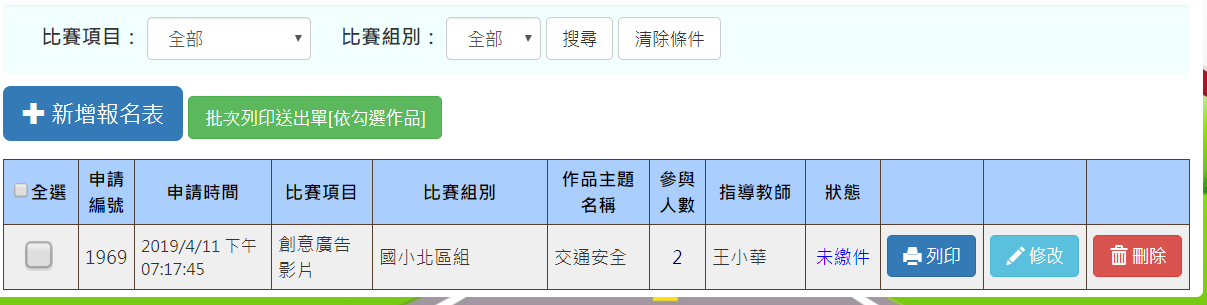 比賽項目： 全部 比賽組別： 全部 搜尋 清除條件
新增報名表 批次列印送出單[依勾選作品]
全選 申請編號 申請時間 比賽項目 比賽組別 作品主題名稱 參與人數 指導教師 狀態
1969 2019/4/11 下午 07:17:45 創意廣告影片 國小北區組 交通安全 2 王小華 未繳件 列印 修改 刪除